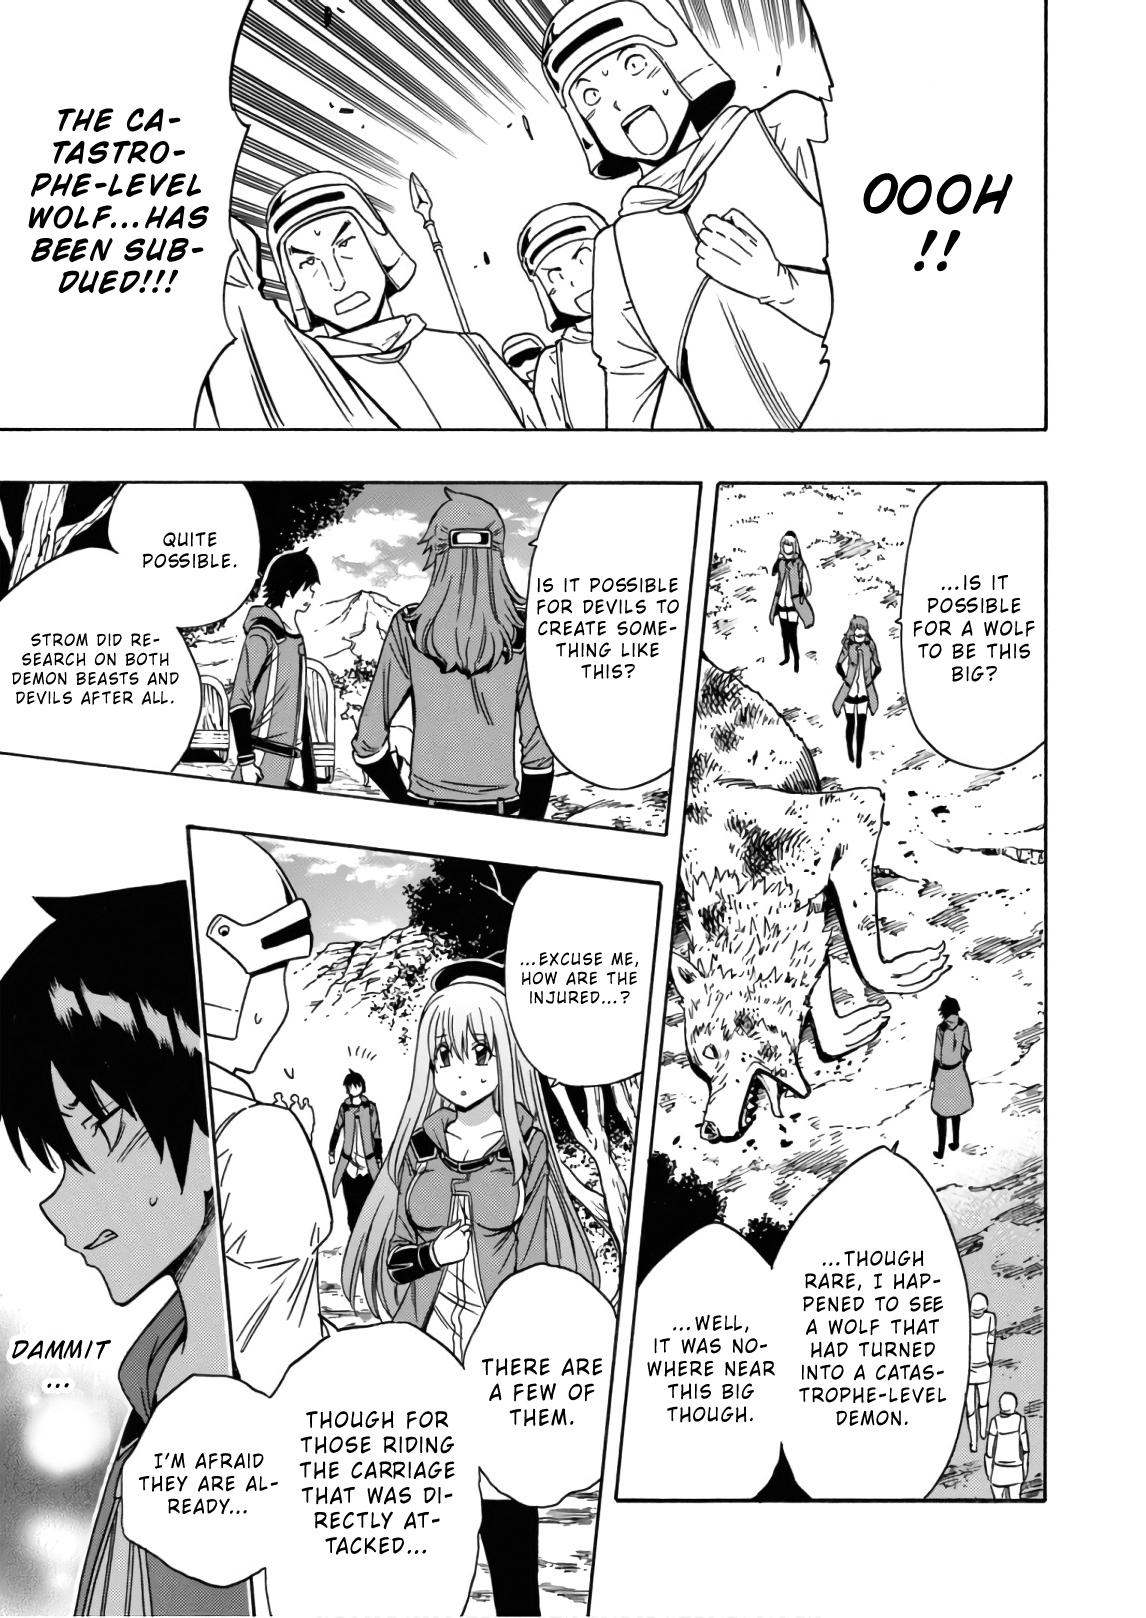 OOOH
!!
THE CA-
TASTRO-
PHE-LEVEL
WOLF...HAS
BEEN SUB-
DUED!!!
...IS IT
POSSIBLE
FOR A WOLF
TO BE THIS
BIG?
...THOUGH
RARE, I HAP-
PENED TO SEE
A WOLF THAT
HAD TURNED
INTO A CATAS-
TROPHE-LEVEL
DEMON.
...WELL,
IT WAS NO-
WHERE NEAR
THIS BIG
THOUGH.
IS IT POSSIBLE
FOR DEVILS TO
CREATE SOME-
THING LIKE
THIS?
QUITE
POSSIBLE.
STROM DID RE-
SEARCH ON BOTH
DEMON BEASTS AND
DEVILS AFTER ALL.
...EXCUSE ME,
HOW ARE THE
INJURED...?
THERE ARE
A FEW OF
THEM.
THOUGH FOR
THOSE RIDING
THE CARRIAGE
THAT WAS DI-
RECTLY AT-
TACKED...
I'M AFRAID
THEY ARE AL-
READY...
DAMMIT
...